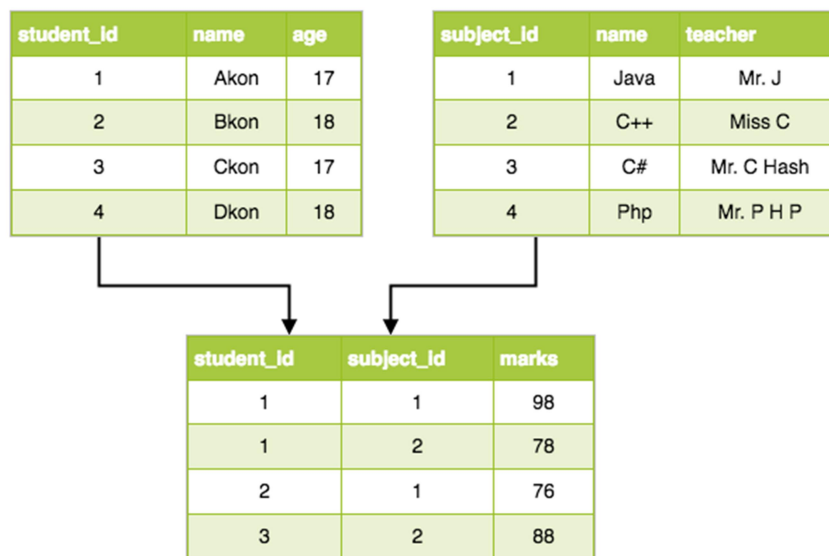 student_id name age
1 Akon 17
2 Bkon 18
3 Ckon 17
4 Dkon 18
subject_id name teacher
1 Java Mr. J
2 C++ Miss C
3 C# Mr. C Hash
4 Php Mr. P H P
student_id subject_id marks
1 1 98
1 2 78
2 1 76
3 2 88